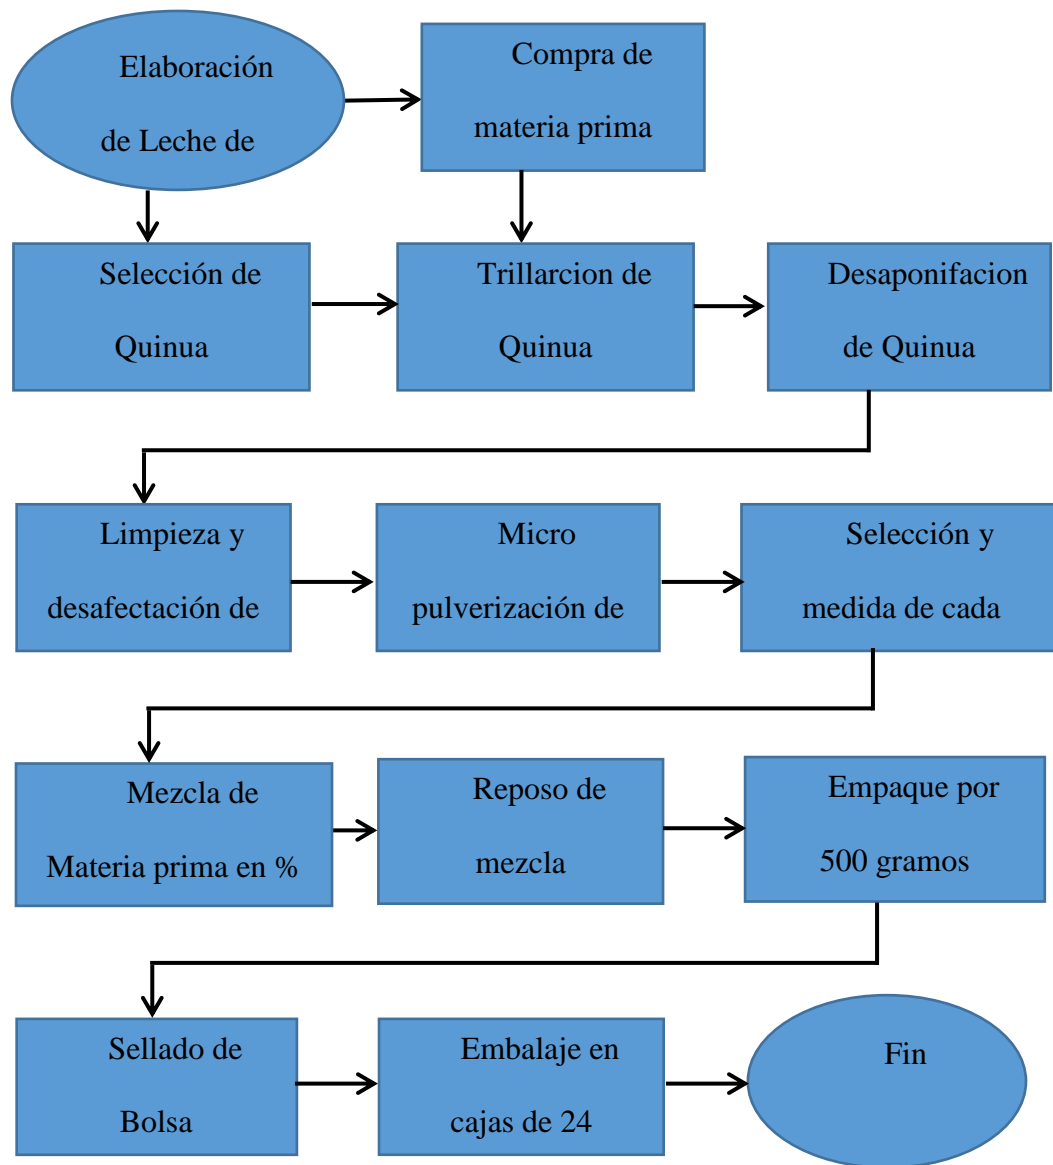 Elaboración
de Leche de
Compra de
materia prima
Selección de
Quinua
Trillarcion de
Quinua
Desaponifacion
de Quinua
Limpieza y
desafectación de
Micro
pulverización de
Selección y
medida de cada
Mezcla de
Materia prima en %
Reposo de
mezcla
Empaque por
500 gramos
Sellado de
Bolsa
Embalaje en
cajas de 24
Fin